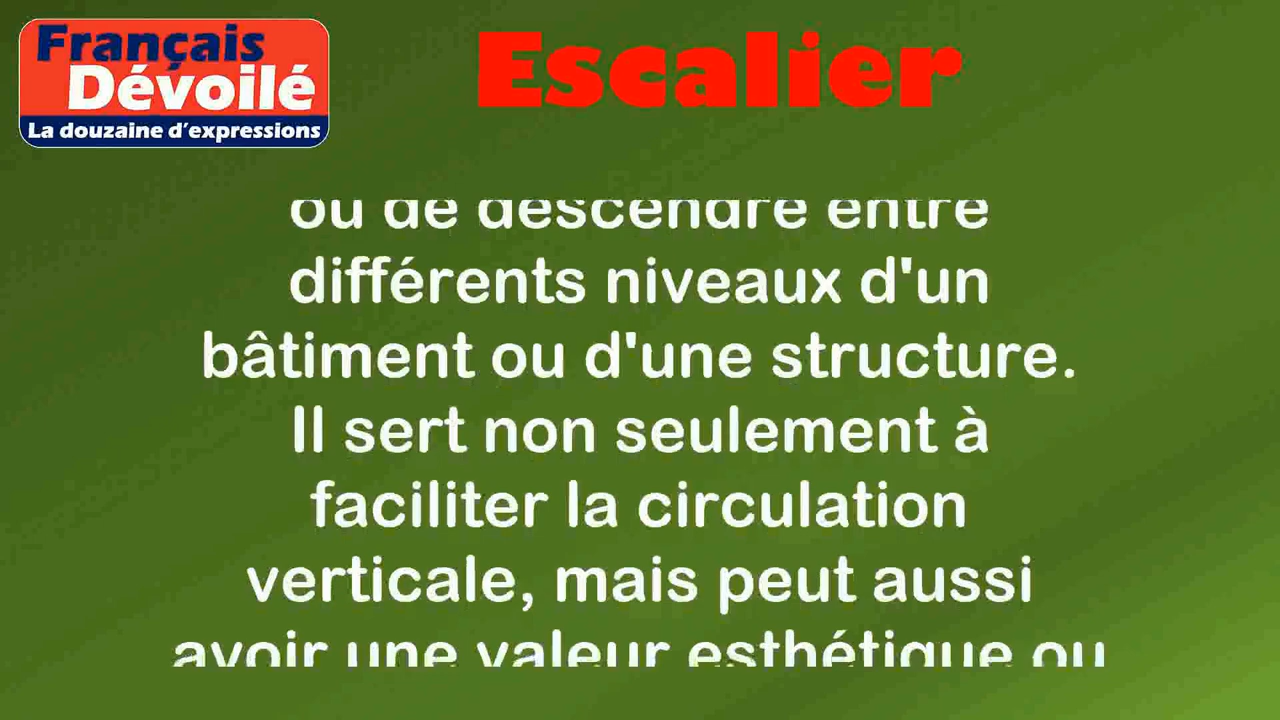 Français
Dévoilé
La douzaine d'expressions
Escalier
ou de descendre entre
différents niveaux d'un
bâtiment ou d'une structure.
Il sert non seulement à
faciliter la circulation
verticale, mais peut aussi
avoir une valeur esthétique ou